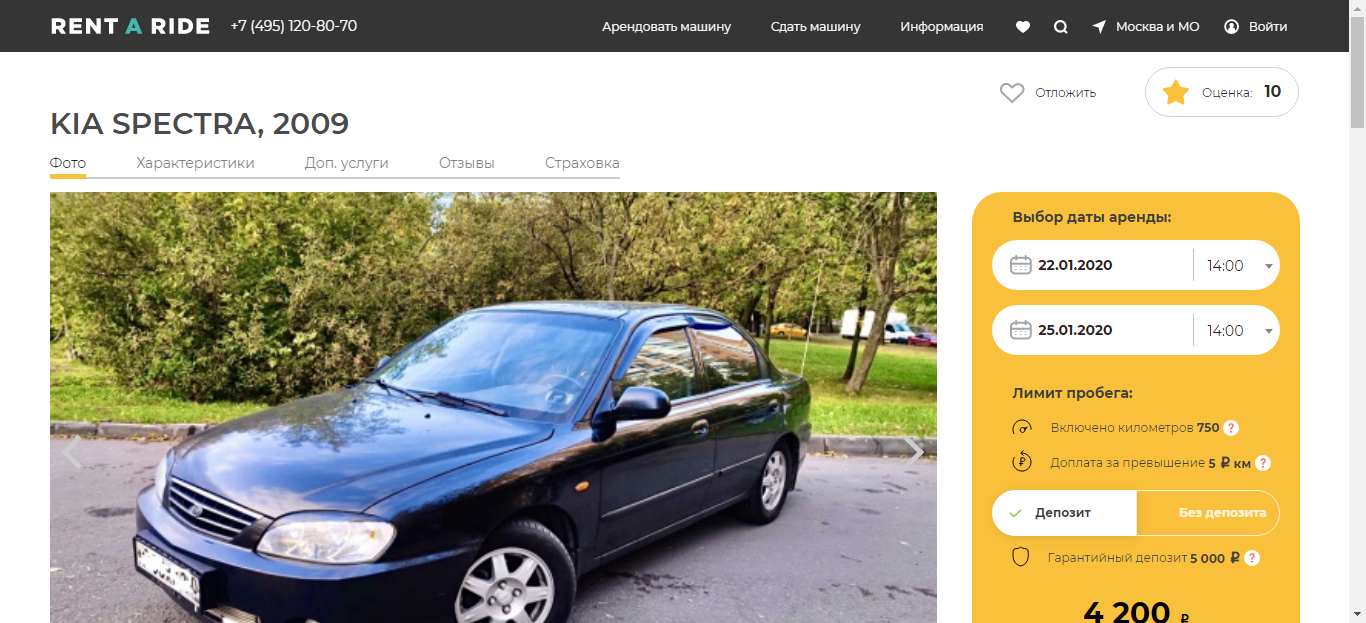 RENT A RIDE +7 (495) 120-80-70 Арендовать машину Сдать машину Информация Москва и МО Войти
Отложить Оценка: 10
KIA SPECTRA, 2009
Фото Характеристики Доп. услуги Отзывы Страховка
Выбор даты аренды:
22.01.2020 14:00
25.01.2020 14:00
Лимит пробега:
Включено километров 750 ?
Доплата за превышение 5 ₽ км ?
Депозит Без депозита
Гарантийный депозит 5 000 ₽ ?
4 200 ₽